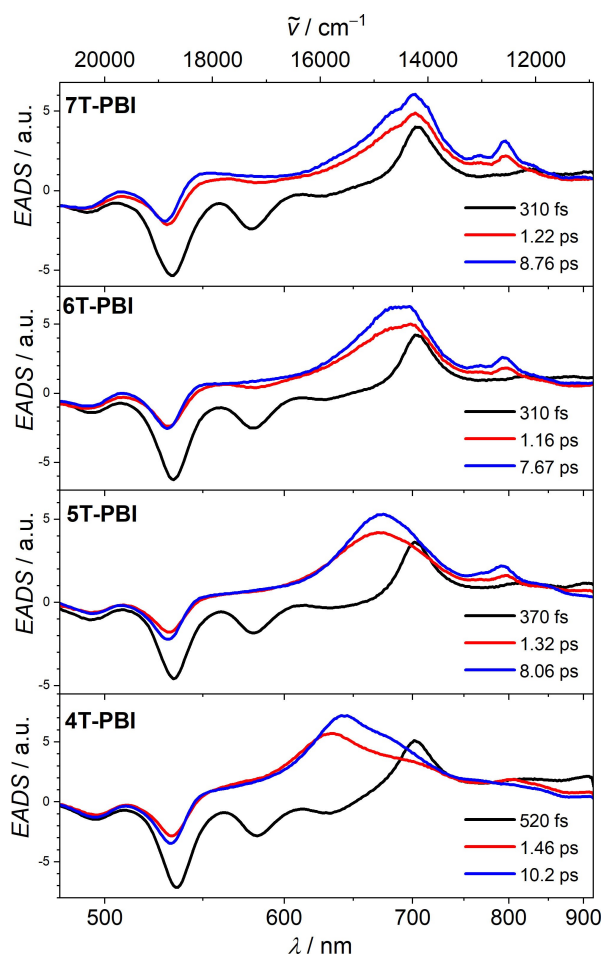 ṽ / cm⁻¹
20000 18000 16000 14000 12000
7T-PBI
EADS / a.u.
5
0
-5
310 fs
1.22 ps
8.76 ps
6T-PBI
EADS / a.u.
5
0
-5
310 fs
1.16 ps
7.67 ps
5T-PBI
EADS / a.u.
5
0
-5
370 fs
1.32 ps
8.06 ps
4T-PBI
EADS / a.u.
5
0
-5
520 fs
1.46 ps
10.2 ps
500 600 700 800 900
λ / nm